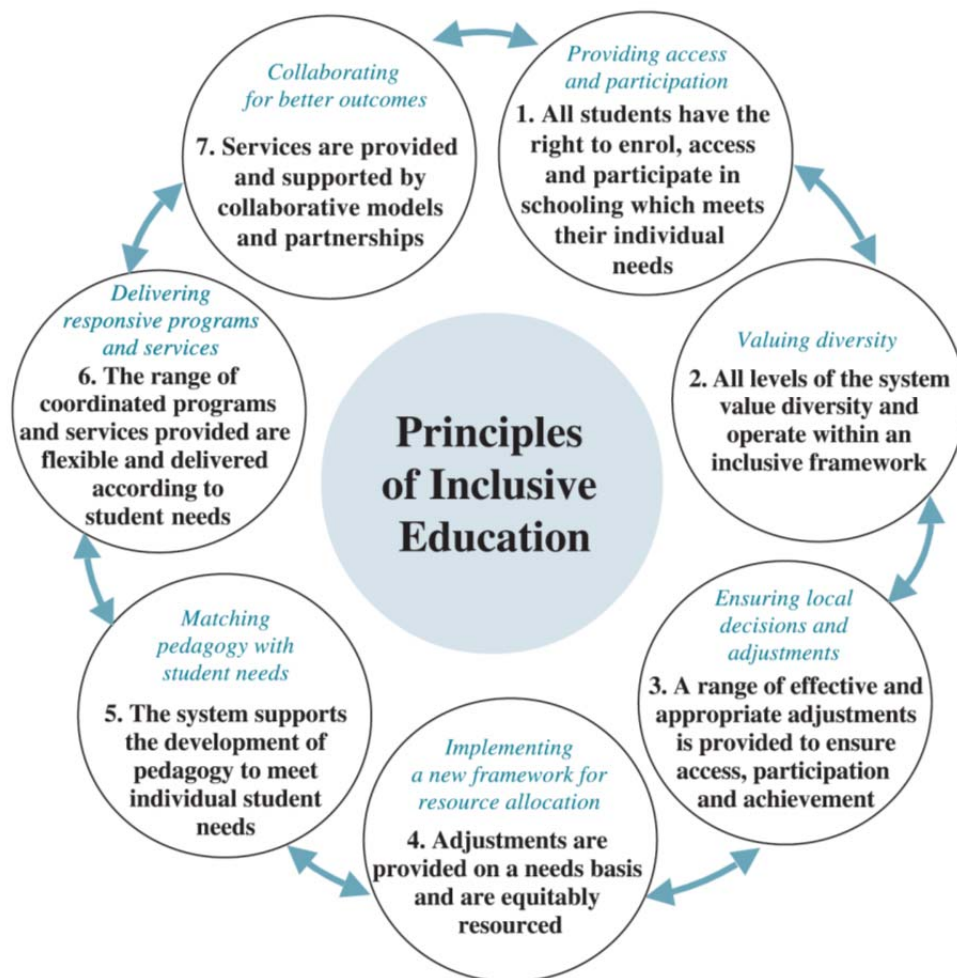 Principles
of Inclusive
Education
Providing access
and participation
1. All students have the
right to enrol, access
and participate in
schooling which meets
their individual
needs
Valuing diversity
2. All levels of the system
value diversity and
operate within an
inclusive framework
Ensuring local
decisions and
adjustments
3. A range of effective and
appropriate adjustments
is provided to ensure
access, participation
and achievement
Implementing
a new framework for
resource allocation
4. Adjustments are
provided on a needs basis
and are equitably
resourced
Matching
pedagogy with
student needs
5. The system supports
the development of
pedagogy to meet
individual student
needs
Delivering
responsive programs
and services
6. The range of
coordinated programs
and services provided are
flexible and delivered
according to
student needs
Collaborating
for better outcomes
7. Services are provided
and supported by
collaborative models
and partnerships